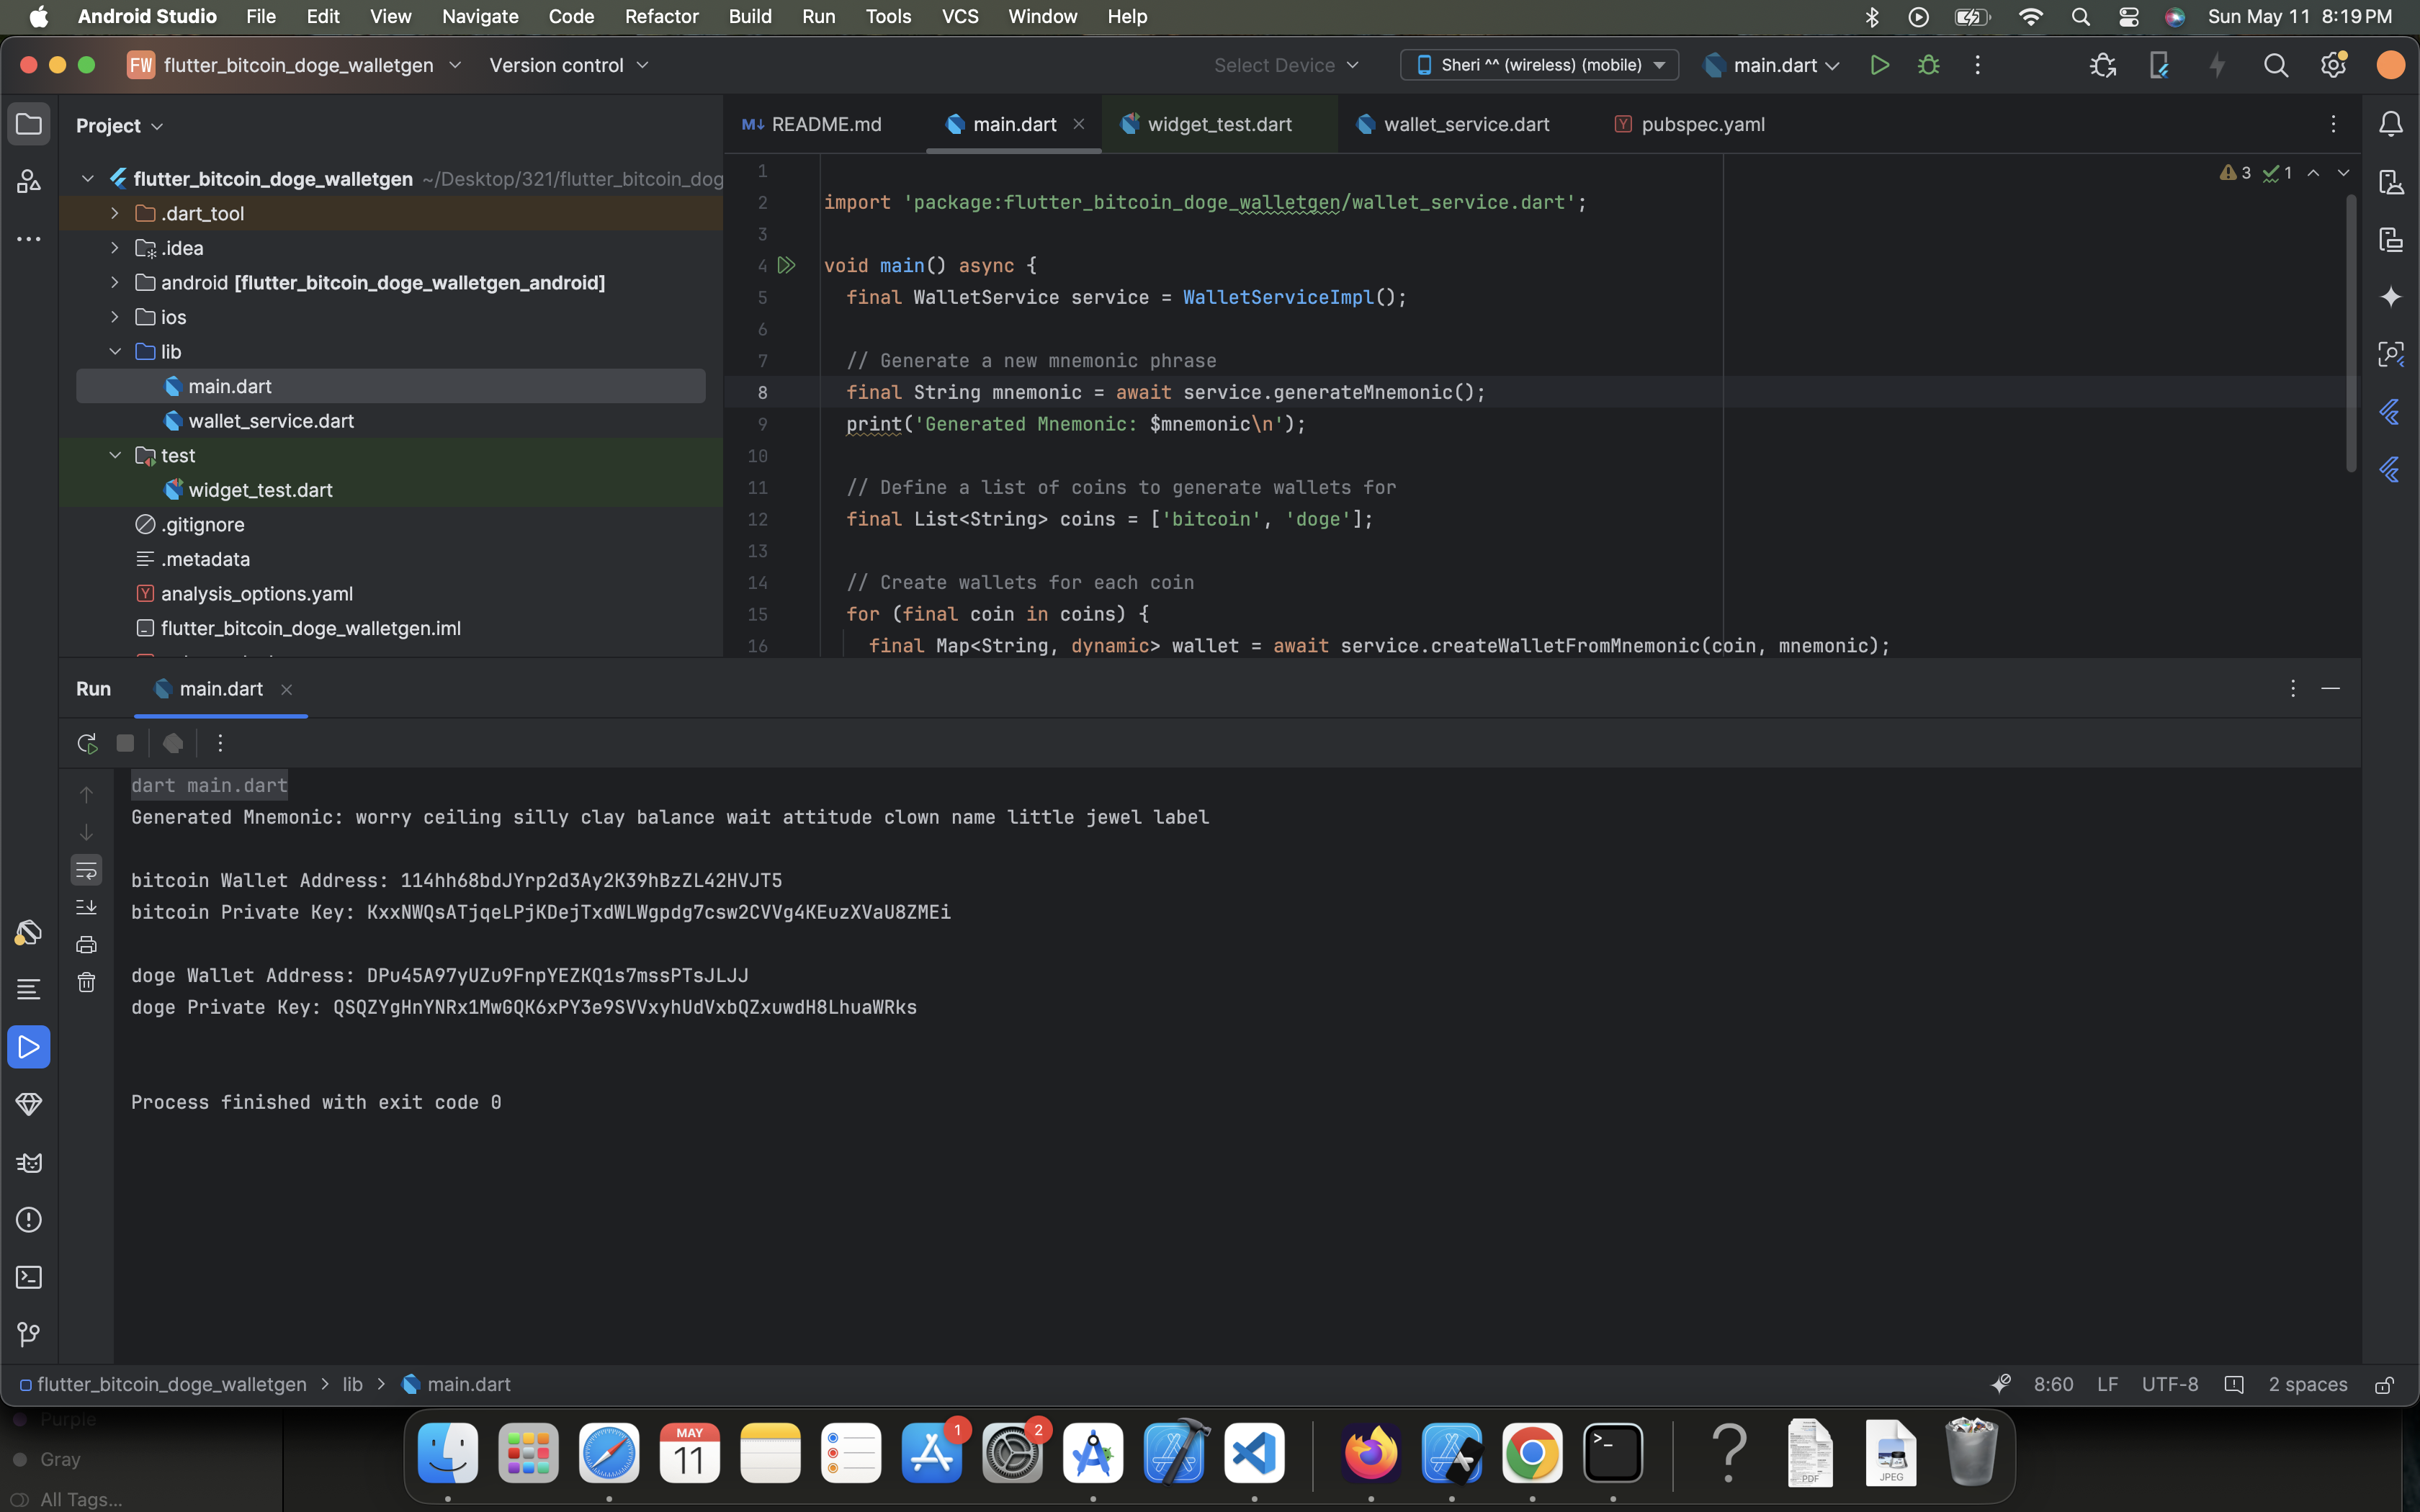 Android Studio File Edit View Navigate Code Refactor Build Run Tools VCS Window Help Sun May 11 8:19 PM
FW flutter_bitcoin_doge_walletgen Version control Select Device Sheri ^^ (wireless) (mobile) main.dart
Project
flutter_bitcoin_doge_walletgen ~/Desktop/321/flutter_bitcoin_dog
.dart_tool
.idea
android [flutter_bitcoin_doge_walletgen_android]
ios
lib
main.dart
wallet_service.dart
test
widget_test.dart
.gitignore
.metadata
analysis_options.yaml
flutter_bitcoin_doge_walletgen.iml
M↓ README.md main.dart widget_test.dart wallet_service.dart pubspec.yaml
3 1
1
2 import 'package:flutter_bitcoin_doge_walletgen/wallet_service.dart';
3
4 void main() async {
5 final WalletService service = WalletServiceImpl();
6
7 // Generate a new mnemonic phrase
8 final String mnemonic = await service.generateMnemonic();
9 print('Generated Mnemonic: $mnemonic\n');
10
11 // Define a list of coins to generate wallets for
12 final List<String> coins = ['bitcoin', 'doge'];
13
14 // Create wallets for each coin
15 for (final coin in coins) {
16 final Map<String, dynamic> wallet = await service.createWalletFromMnemonic(coin, mnemonic);
Run main.dart
dart main.dart
Generated Mnemonic: worry ceiling silly clay balance wait attitude clown name little jewel label
bitcoin Wallet Address: 114hh68bdJYrp2d3Ay2K39hBzZL42HVJT5
bitcoin Private Key: KxxNWQsATjqeLPjKDejTxdWLWgpdg7csw2CVVg4KEuzXVaU8ZMEi
doge Wallet Address: DPu45A97yUZu9FnpYEZKQ1s7mssPTsJLJJ
doge Private Key: QSQZYgHnYNRx1MwGQK6xPY3e9SVVxyhUdVxbQZxuwdH8LhuaWRks
Process finished with exit code 0
flutter_bitcoin_doge_walletgen > lib > main.dart 8:60 LF UTF-8 2 spaces
Purple
Gray
All Tags...
MAY
11
1
2
PDF
JPEG